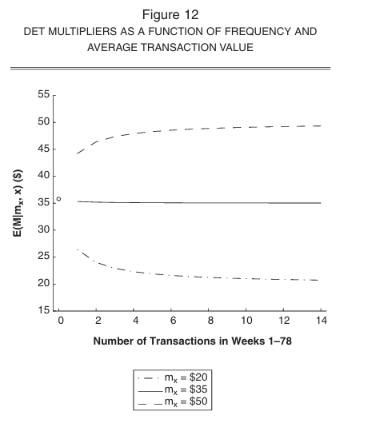 Figure 12
DET MULTIPLIERS AS A FUNCTION OF FREQUENCY AND
AVERAGE TRANSACTION VALUE
55
50
45
40
35
30
25
20
15
E(M|mx, x) ($)
0 2 4 6 8 10 12 14
Number of Transactions in Weeks 1–78
mx = $20
mx = $35
mx = $50